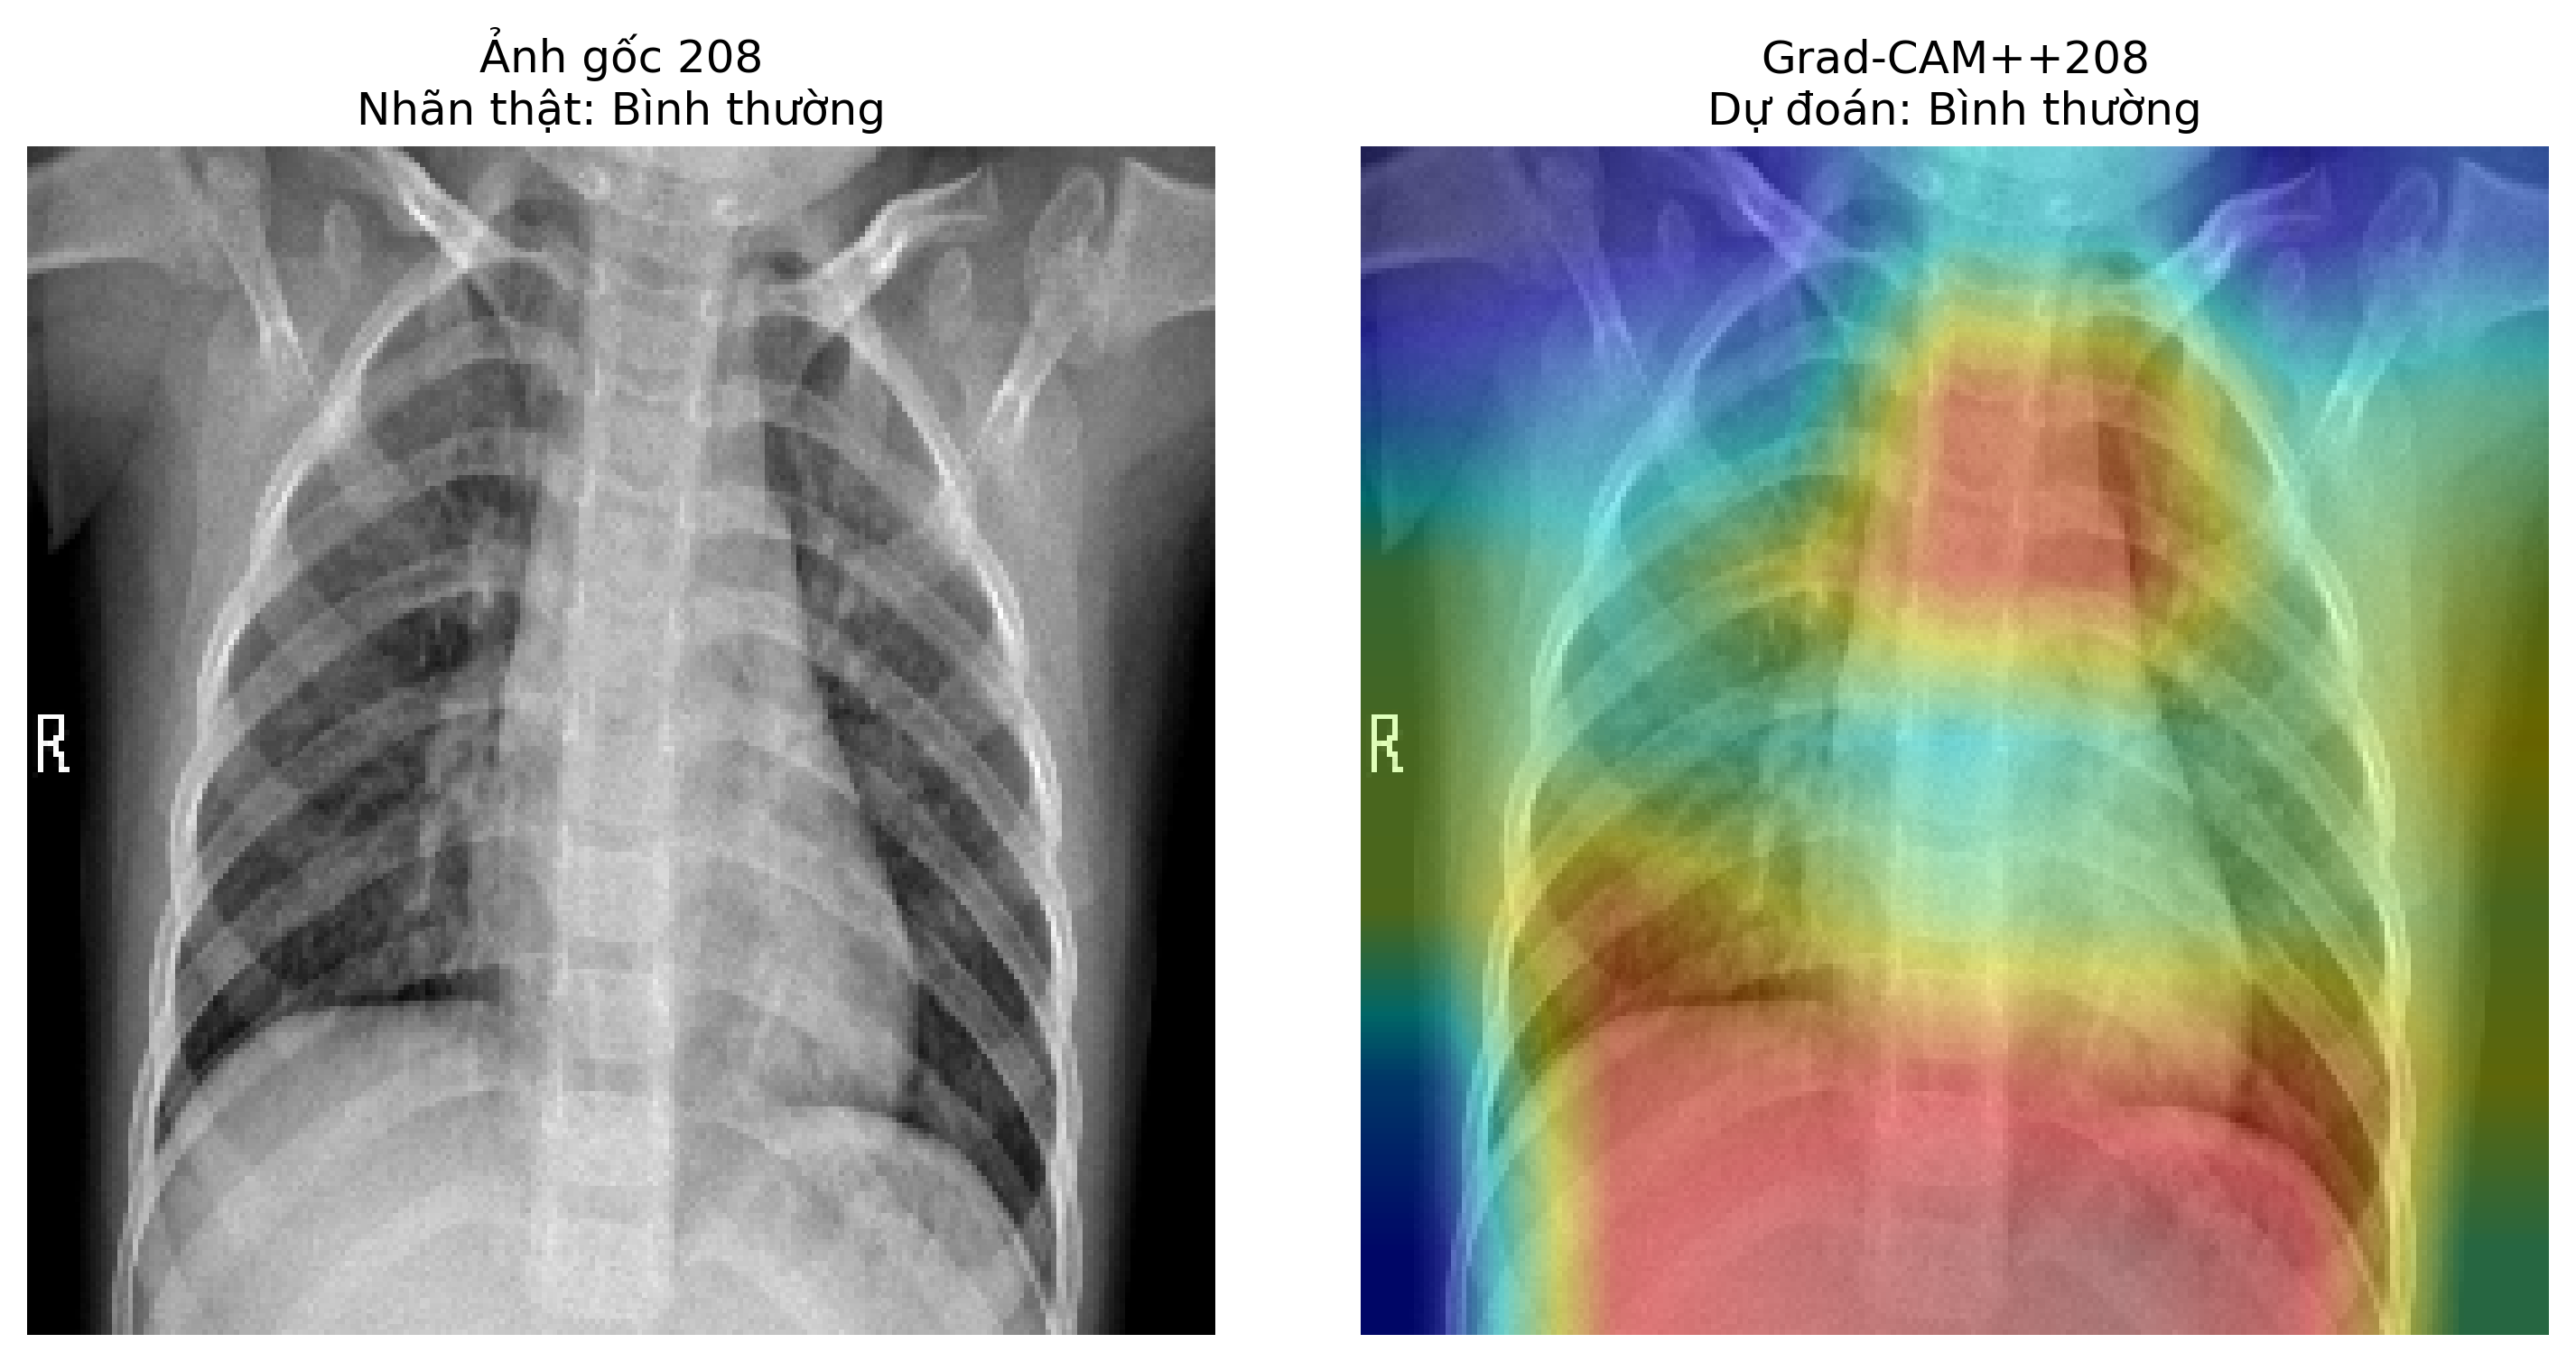 Ảnh gốc 208
Nhãn thật: Bình thường
Grad-CAM++208
Dự đoán: Bình thường
R
R